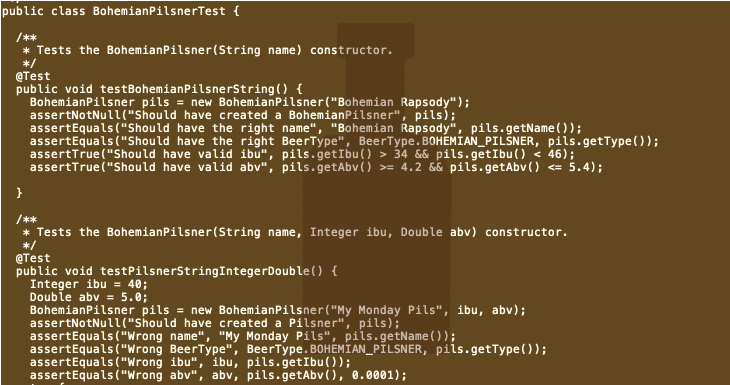 public class BohemianPilsnerTest {
/**
* Tests the BohemianPilsner(String name) constructor.
*/
@Test
public void testBohemianPilsnerString() {
BohemianPilsner pils = new BohemianPilsner("Bohemian Rapsody");
assertNotNull("Should have created a BohemianPilsner", pils);
assertEquals("Should have the right name", "Bohemian Rapsody", pils.getName());
assertEquals("Should have the right BeerType", BeerType.BOHEMIAN_PILSNER, pils.getType());
assertTrue("Should have valid ibu", pils.getIbu() > 34 && pils.getIbu() < 46);
assertTrue("Should have valid abv", pils.getAbv() >= 4.2 && pils.getAbv() <= 5.4);
}
/**
* Tests the BohemianPilsner(String name, Integer ibu, Double abv) constructor.
*/
@Test
public void testPilsnerStringIntegerDouble() {
Integer ibu = 40;
Double abv = 5.0;
BohemianPilsner pils = new BohemianPilsner("My Monday Pils", ibu, abv);
assertNotNull("Should have created a Pilsner", pils);
assertEquals("Wrong name", "My Monday Pils", pils.getName());
assertEquals("Wrong BeerType", BeerType.BOHEMIAN_PILSNER, pils.getType());
assertEquals("Wrong ibu", ibu, pils.getIbu());
assertEquals("Wrong abv", abv, pils.getAbv(), 0.0001);